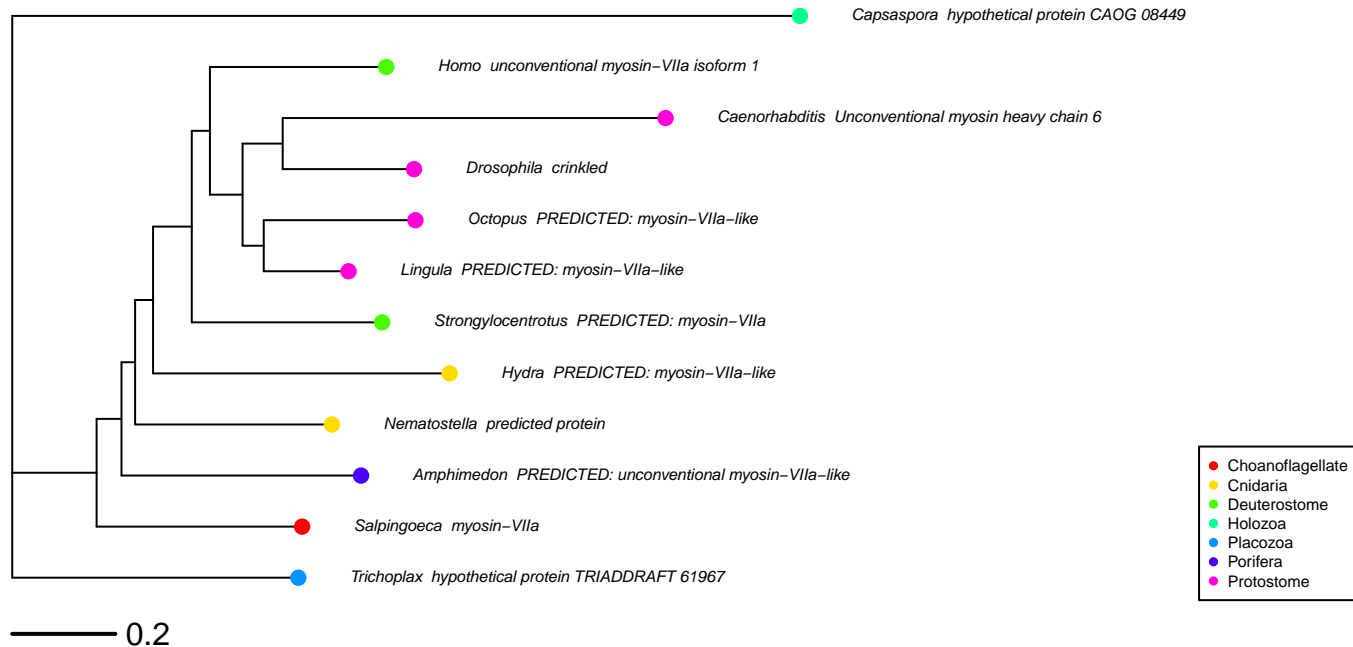 Capsaspora hypothetical protein CAOG 08449
Homo unconventional myosin−VIIa isoform 1
Caenorhabditis Unconventional myosin heavy chain 6
Drosophila crinkled
Octopus PREDICTED: myosin−VIIa−like
Lingula PREDICTED: myosin−VIIa−like
Strongylocentrotus PREDICTED: myosin−VIIa
Hydra PREDICTED: myosin−VIIa−like
Nematostella predicted protein
Amphimedon PREDICTED: unconventional myosin−VIIa−like
Salpingoeca myosin−VIIa
Trichoplax hypothetical protein TRIADDRAFT 61967
Choanoflagellate
Cnidaria
Deuterostome
Holozoa
Placozoa
Porifera
Protostome
0.2